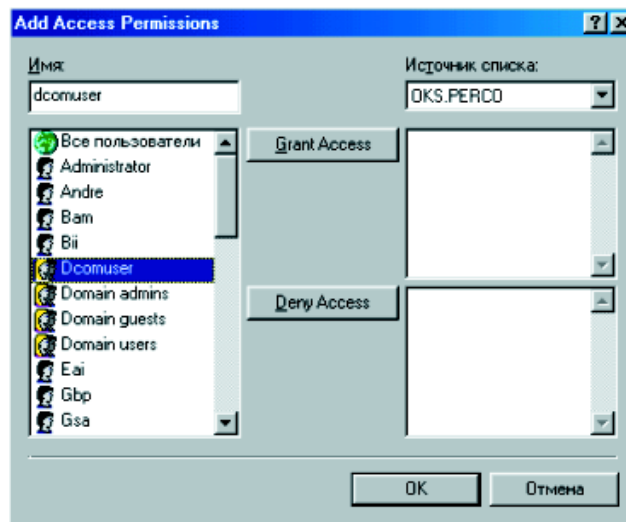 Add Access Permissions
Имя:
Источник списка:
dcomuser
OKS.PERCO
Все пользователи
Administrator
Andre
Bam
Bii
Dcomuser
Domain admins
Domain guests
Domain users
Eai
Gbp
Gsa
Grant Access
Deny Access
OK
Отмена